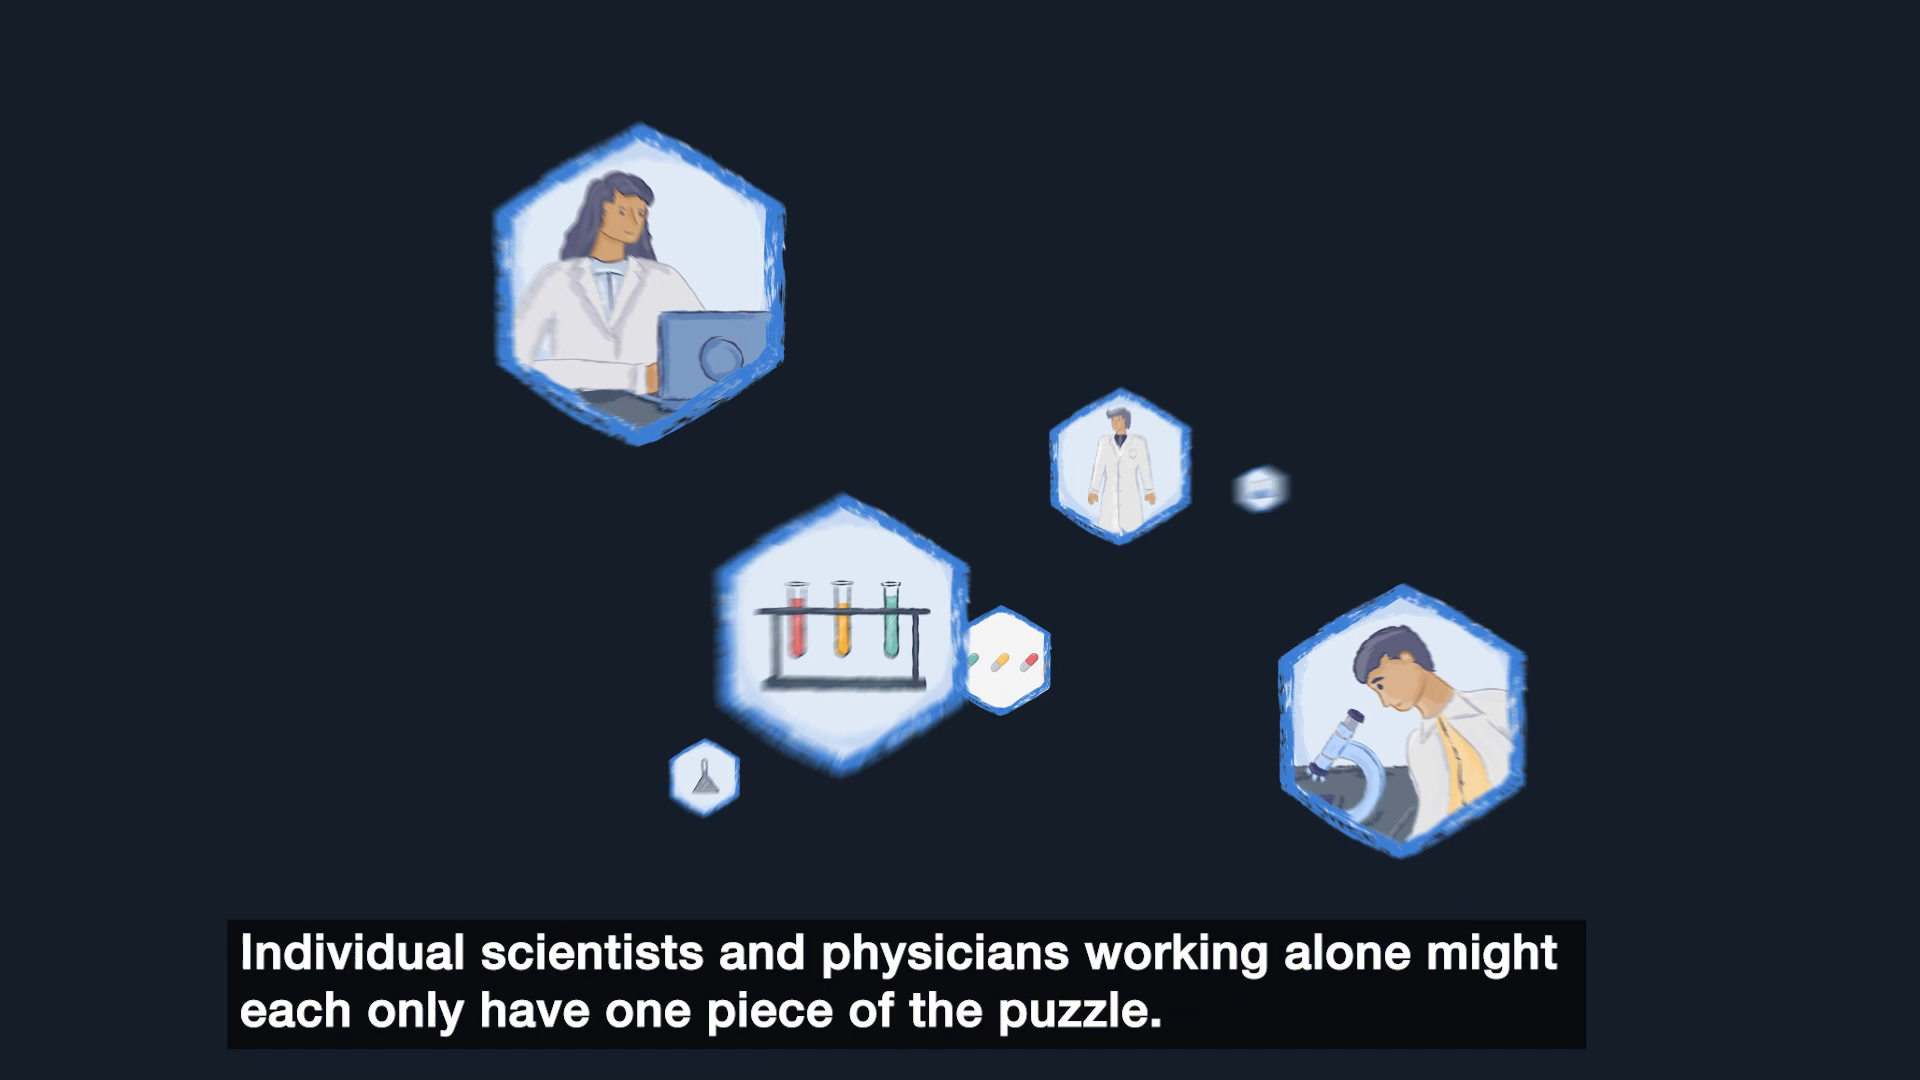 Individual scientists and physicians working alone might
each only have one piece of the puzzle.